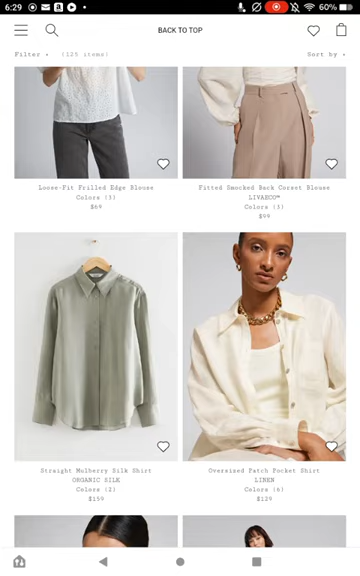 6:29
60%
BACK TO TOP
Filter
(125 items)
Sort by
Loose-Fit Frilled Edge Blouse
Colors (3)
$69
Fitted Smocked Back Corset Blouse
LIVAECO™
Colors (3)
$99
Straight Mulberry Silk Shirt
ORGANIC SILK
Colors (2)
$159
Oversized Patch Pocket Shirt
LINEN
Colors (6)
$129